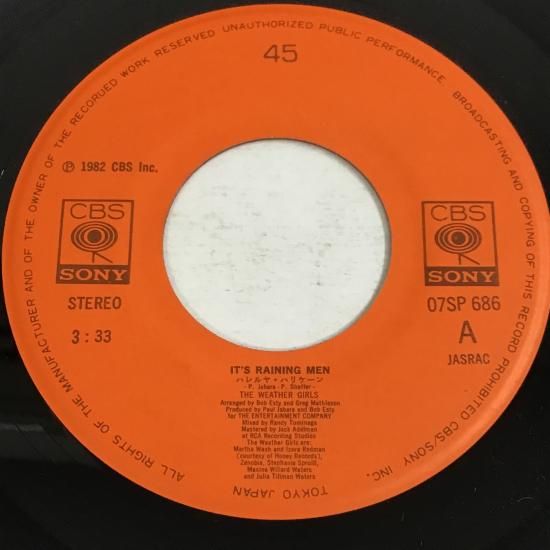 ALL RIGHTS OF THE MANUFACTURER AND OF THE OWNER OF THE RECORDED WORK RESERVED UNAUTHORIZED PUBLIC PERFORMANCE. BROADCASTING AND COPYING OF THIS RECORD PROHIBITED CBS/SONY INC.
TOKYO JAPAN
45
Ⓟ 1982 CBS Inc.
CBS
SONY
STEREO
3:33
CBS
SONY
07SP 686
A
JASRAC
IT'S RAINING MEN
ハレルヤ・ハリケーン
- P. Jabara - P. Shaffer -
THE WEATHER GIRLS
Arranged by Bob Esty and Greg Mathieson
Produced by Paul Jabara and Bob Esty
for THE ENTERTAINMENT COMPANY
Mixed by Randy Tominaga
Mastered by Jack Adelman
at RCA Recording Studios
The Weather Girls are:
Martha Wash and Izora Redman
(courtesy of Honey Records),
Zenobia, Stephanie Spruill,
Maxine Willard Waters
and Julia Tillman Waters